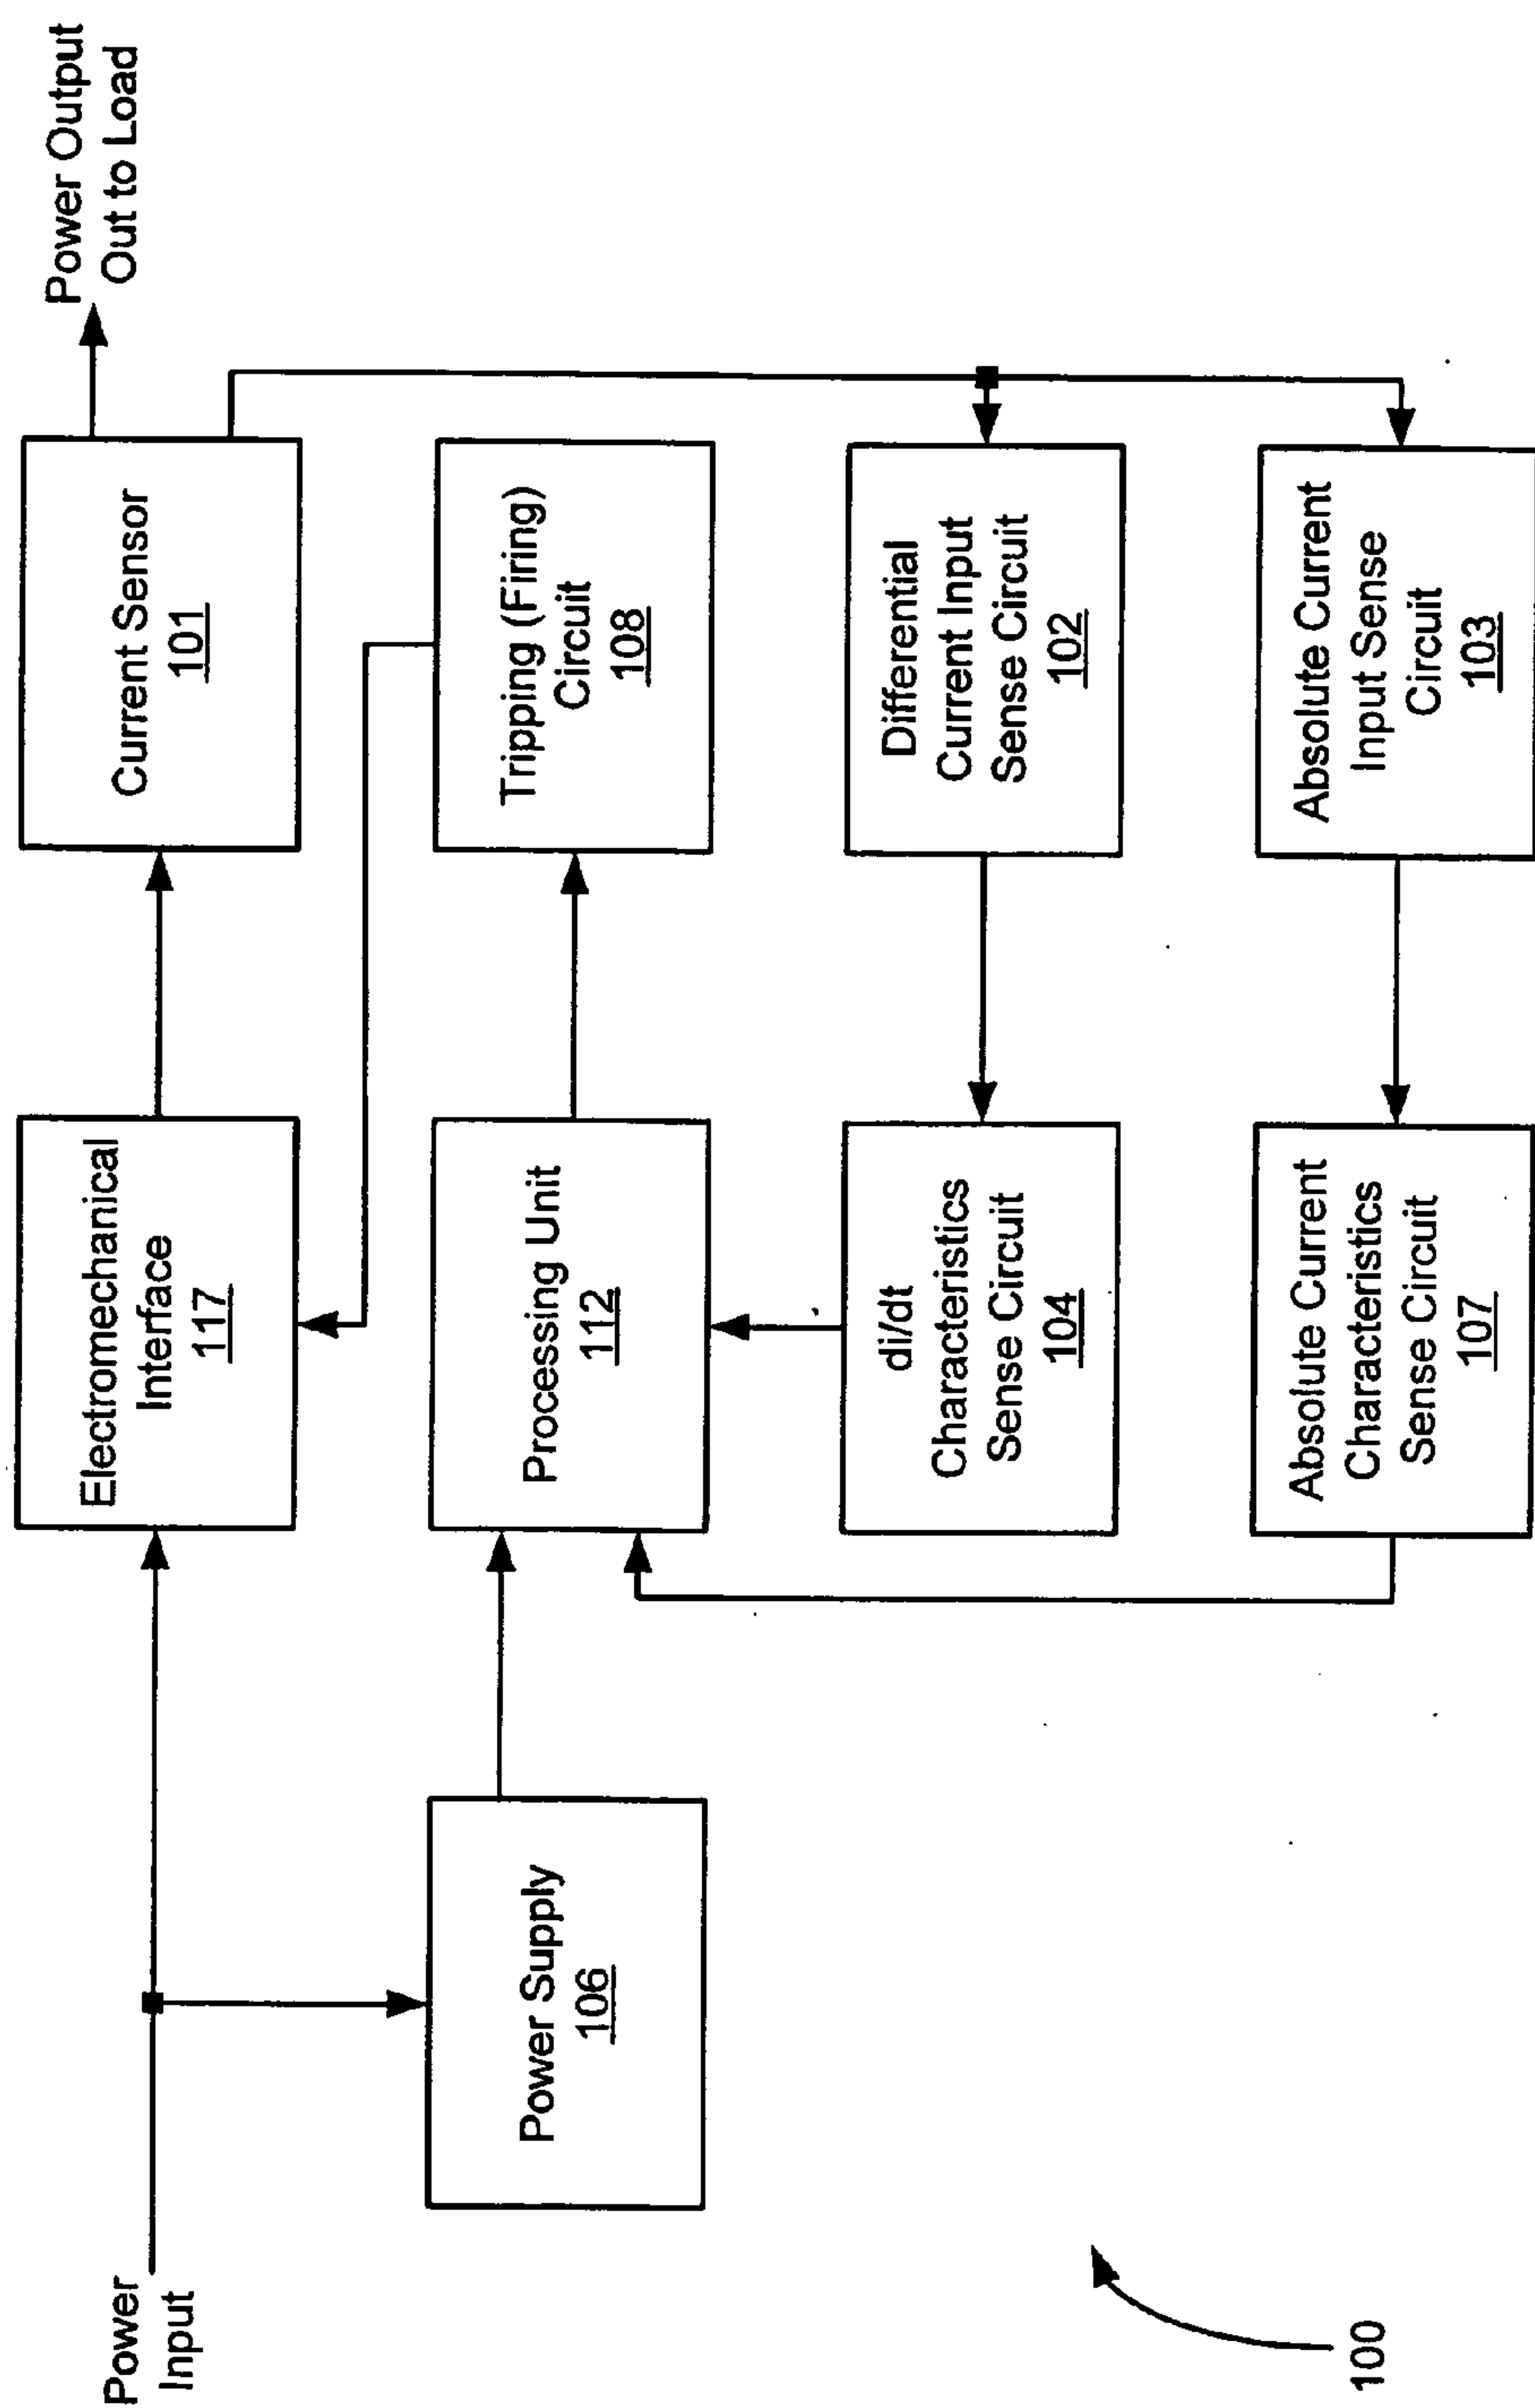 Power
Input
Electromechanical
Interface
117
Current Sensor
101
Power Output
Out to Load
Power Supply
106
Processing Unit
112
Tripping (Firing)
Circuit
108
di/dt
Characteristics
Sense Circuit
104
Differential
Current Input
Sense Circuit
102
Absolute Current
Characteristics
Sense Circuit
107
Absolute Current
Input Sense
Circuit
103
100